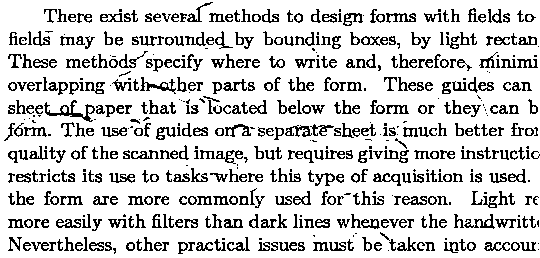 There exist several methods to design forms with fields to
fields may be surrounded by bounding boxes, by light rectan
These methods specify where to write and, therefore, minimi
overlapping with other parts of the form. These guides can
sheet of paper that is located below the form or they can b
form. The use of guides on a separate sheet is much better from
quality of the scanned image, but requires giving more instructio
restricts its use to tasks where this type of acquisition is used.
the form are more commonly used for this reason. Light re
more easily with filters than dark lines whenever the handwritte
Nevertheless, other practical issues must be taken into accoun